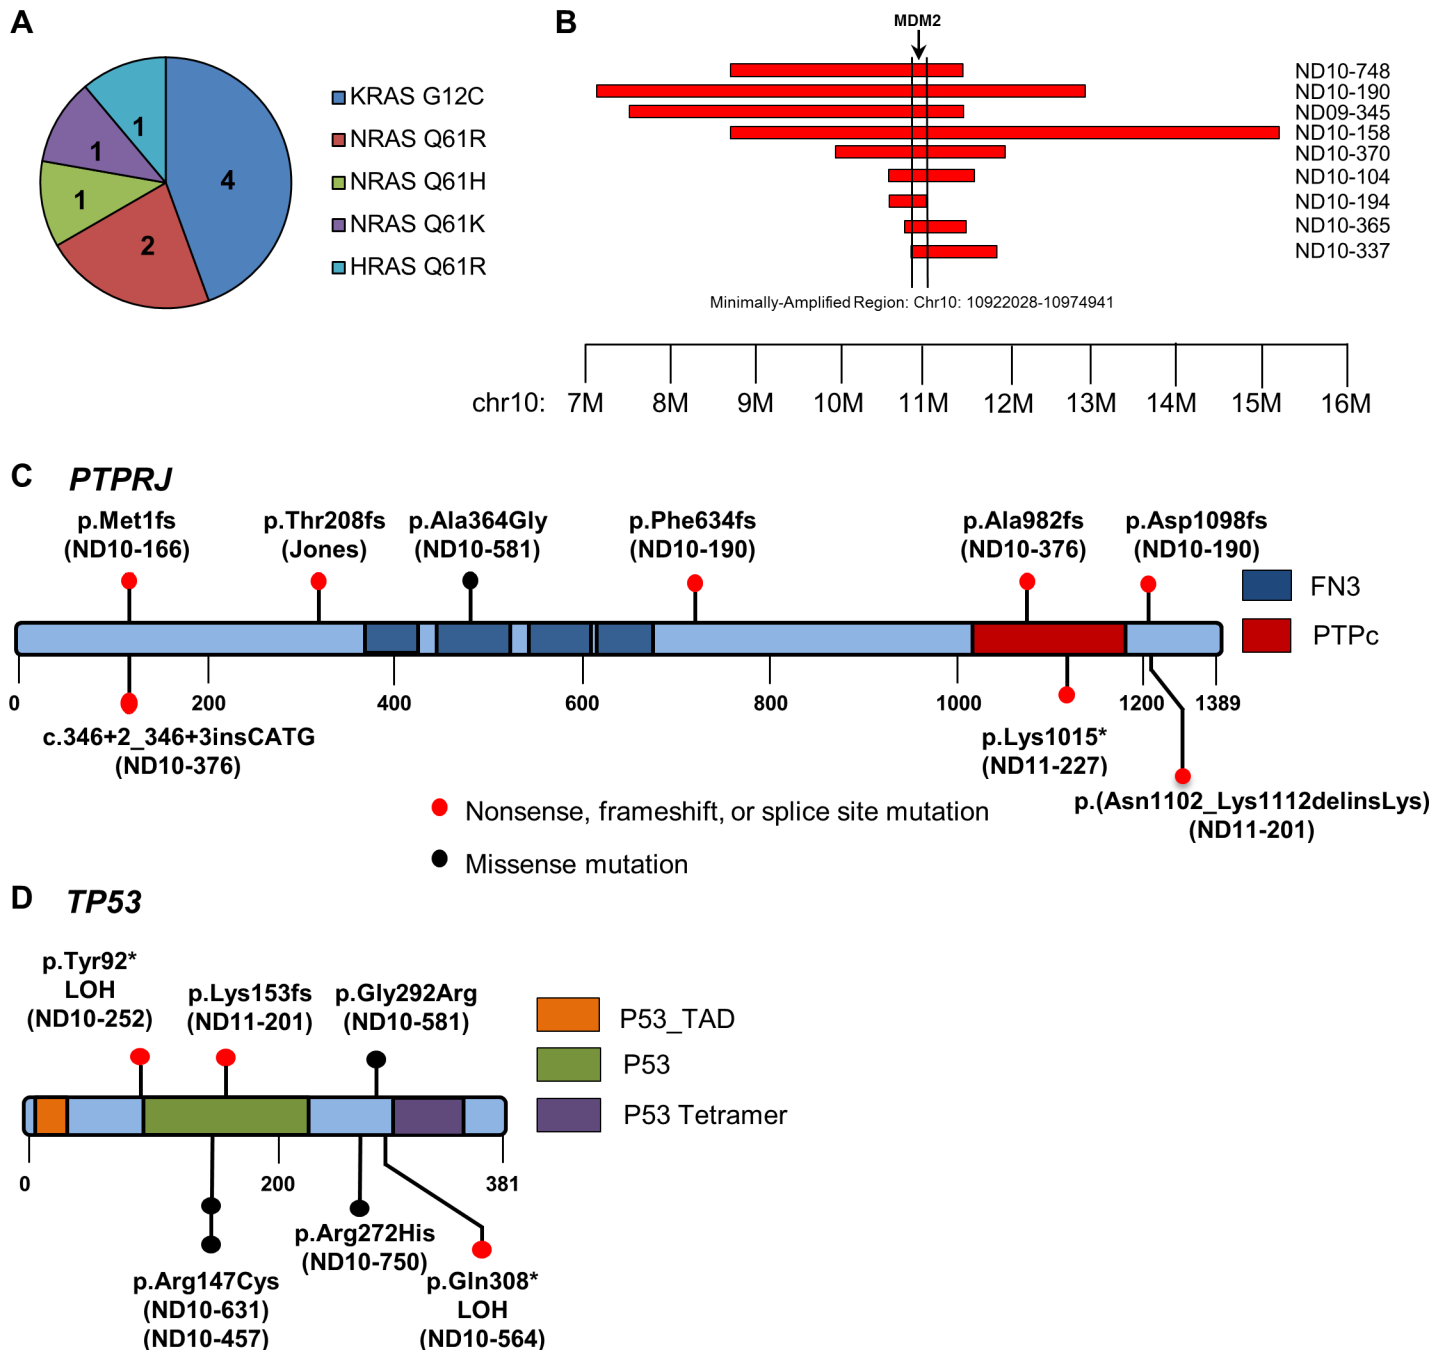 A
4
2
1
1
1
KRAS G12C
NRAS Q61R
NRAS Q61H
NRAS Q61K
HRAS Q61R
B
MDM2
ND10-748
ND10-190
ND09-345
ND10-158
ND10-370
ND10-104
ND10-194
ND10-365
ND10-337
Minimally-Amplified Region: Chr10: 10922028-10974941
chr10: 7M 8M 9M 10M 11M 12M 13M 14M 15M 16M
C PTPRJ
p.Met1fs
(ND10-166)
p.Thr208fs
(Jones)
p.Ala364Gly
(ND10-581)
p.Phe634fs
(ND10-190)
p.Ala982fs
(ND10-376)
p.Asp1098fs
(ND10-190)
FN3
PTPc
0 200 400 600 800 1000 1200 1389
c.346+2_346+3insCATG
(ND10-376)
p.Lys1015*
(ND11-227)
p.(Asn1102_Lys1112delinsLys)
(ND11-201)
Nonsense, frameshift, or splice site mutation
Missense mutation
D TP53
p.Tyr92*
LOH
(ND10-252)
p.Lys153fs
(ND11-201)
p.Gly292Arg
(ND10-581)
P53_TAD
P53
P53 Tetramer
0 200 381
p.Arg147Cys
(ND10-631)
(ND10-457)
p.Arg272His
(ND10-750)
p.Gln308*
LOH
(ND10-564)